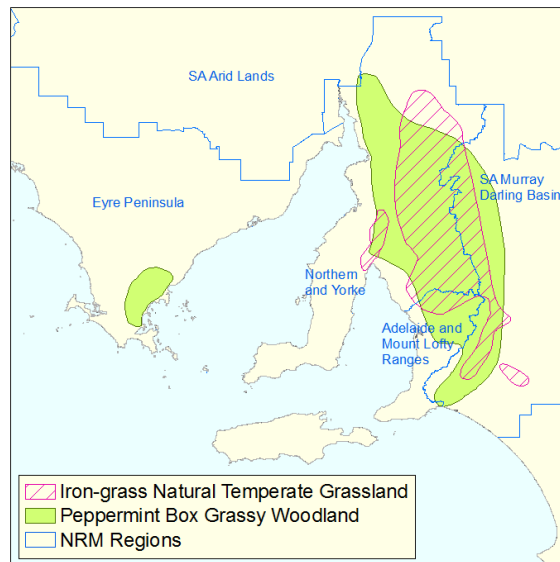 SA Arid Lands
Eyre Peninsula
SA Murray
Darling Basin
Northern
and Yorke
Adelaide and
Mount Lofty
Ranges
Iron-grass Natural Temperate Grassland
Peppermint Box Grassy Woodland
NRM Regions